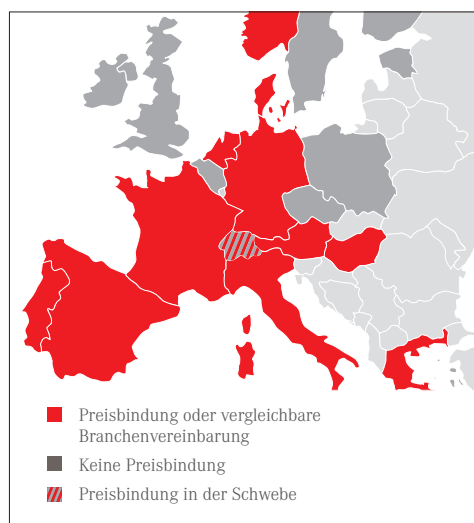 Preisbindung oder vergleichbare
Branchenvereinbarung
Keine Preisbindung
Preisbindung in der Schwebe